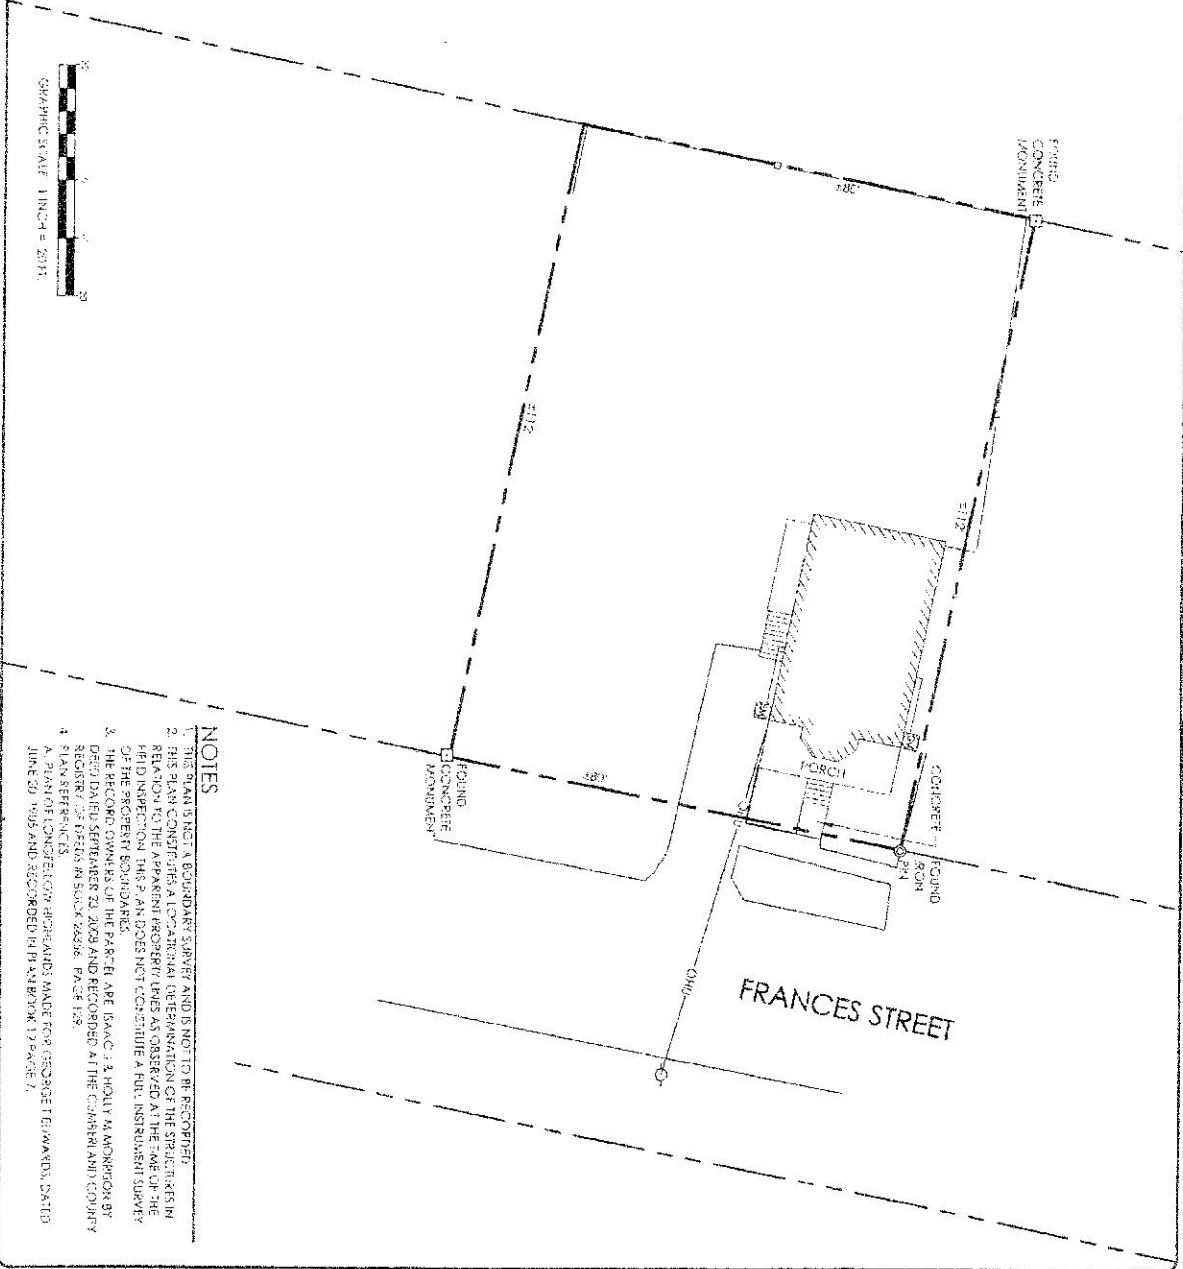 FOUND
CONCRETE
MONUMENT
±80'
±112'
±112'
GRAPHIC SCALE 1 INCH = 20 FT.
PORCH
CONCRETE
FOUND
IRON
PIN
±80'
FOUND
CONCRETE
MONUMENT
OHU
OHU
FRANCES STREET
NOTES
1. THIS PLAN IS NOT A BOUNDARY SURVEY AND IS NOT TO BE RECORDED
2. THIS PLAN CONSTITUTES A LOCATIONAL DETERMINATION OF THE STRUCTURES IN
RELATION TO THE APPARENT PROPERTY LINES AS OBSERVED AT THE TIME OF THE
FIELD INSPECTION. THIS PLAN DOES NOT CONSTITUTE A FULL INSTRUMENT SURVEY
OF THE PROPERTY BOUNDARIES.
3. THE RECORD OWNERS OF THE PARCEL ARE ISAAC & HOLLY M MORRISON BY
DEED DATED SEPTEMBER 23, 2008 AND RECORDED AT THE CUMBERLAND COUNTY
REGISTRY OF DEEDS IN BOOK PAGE
4. PLAN REFERENCES
A. PLAN OF LONGFELLOW HIGHLANDS MADE FOR GEORGE T EDWARDS, DATED
JUNE 20 AND RECORDED IN PLAN BOOK 12 PAGE 7.